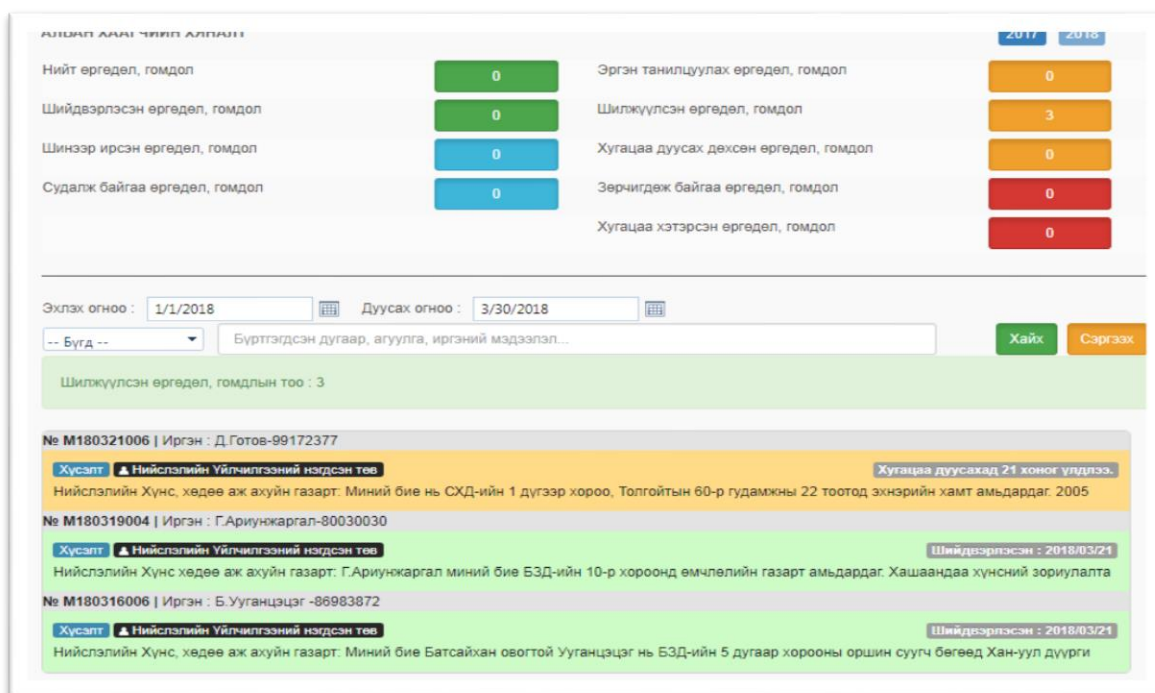 АЛБАН ХААГЧИЙН ХЯНАЛТ 2017 2018
Нийт өргөдөл, гомдол 0 Эргэн танилцуулах өргөдөл, гомдол 0
Шийдвэрлэсэн өргөдөл, гомдол 0 Шилжүүлсэн өргөдөл, гомдол 3
Шинээр ирсэн өргөдөл, гомдол 0 Хугацаа дуусах дөхсөн өргөдөл, гомдол 0
Судалж байгаа өргөдөл, гомдол 0 Зөрчигдөж байгаа өргөдөл, гомдол 0
Хугацаа хэтэрсэн өргөдөл, гомдол 0
Эхлэх огноо : 1/1/2018 Дуусах огноо : 3/30/2018
-- Бүгд -- Бүртгэгдсэн дугаар, агуулга, иргэний мэдээлэл... Хайх Сэргээх
Шилжүүлсэн өргөдөл, гомдлын тоо : 3
№ M180321006 | Иргэн : Д.Готов-99172377
Хүсэлт Нийслэлийн Үйлчилгээний нэгдсэн төв Хугацаа дуусахад 21 хоног үлдлээ.
Нийслэлийн Хүнс, хөдөө аж ахуйн газарт: Миний бие нь СХД-ийн 1 дүгээр хороо, Толгойтын 60-р гудамжны 22 тоотод эхнэрийн хамт амьдардаг. 2005
№ M180319004 | Иргэн : Г.Ариунжаргал-80030030
Хүсэлт Нийслэлийн Үйлчилгээний нэгдсэн төв Шийдвэрлэсэн : 2018/03/21
Нийслэлийн Хүнс хөдөө аж ахуйн газарт: Г.Ариунжаргал миний бие БЗД-ийн 10-р хороонд өмчлөлийн газарт амьдардаг. Хашаандаа хүнсний зориулалта
№ M180316006 | Иргэн : Б.Ууганцэцэг -86983872
Хүсэлт Нийслэлийн Үйлчилгээний нэгдсэн төв Шийдвэрлэсэн : 2018/03/21
Нийслэлийн Хүнс, хөдөө аж ахуйн газарт: Миний бие Батсайхан овогтой Ууганцэцэг нь БЗД-ийн 5 дугаар хорооны оршин суугч бөгөөд Хан-уул дүүрги